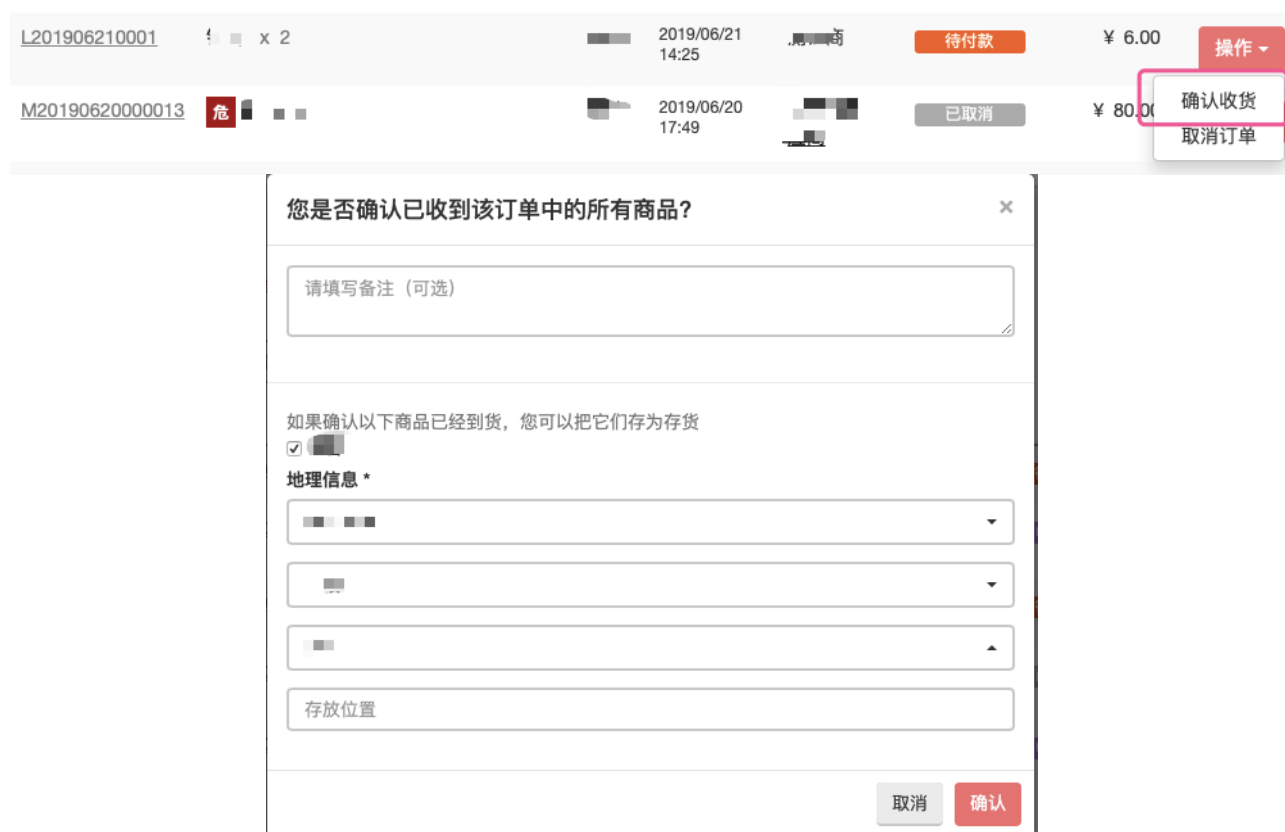 L201906210001 x 2 2019/06/21 14:25 商 待付款 ¥ 6.00 操作
确认收货
M20190620000013 危 2019/06/20 17:49 已取消 ¥ 80.00
取消订单
您是否确认已收到该订单中的所有商品? ×
请填写备注（可选）
如果确认以下商品已经到货，您可以把它们存为存货
地理信息 *
存放位置
取消 确认